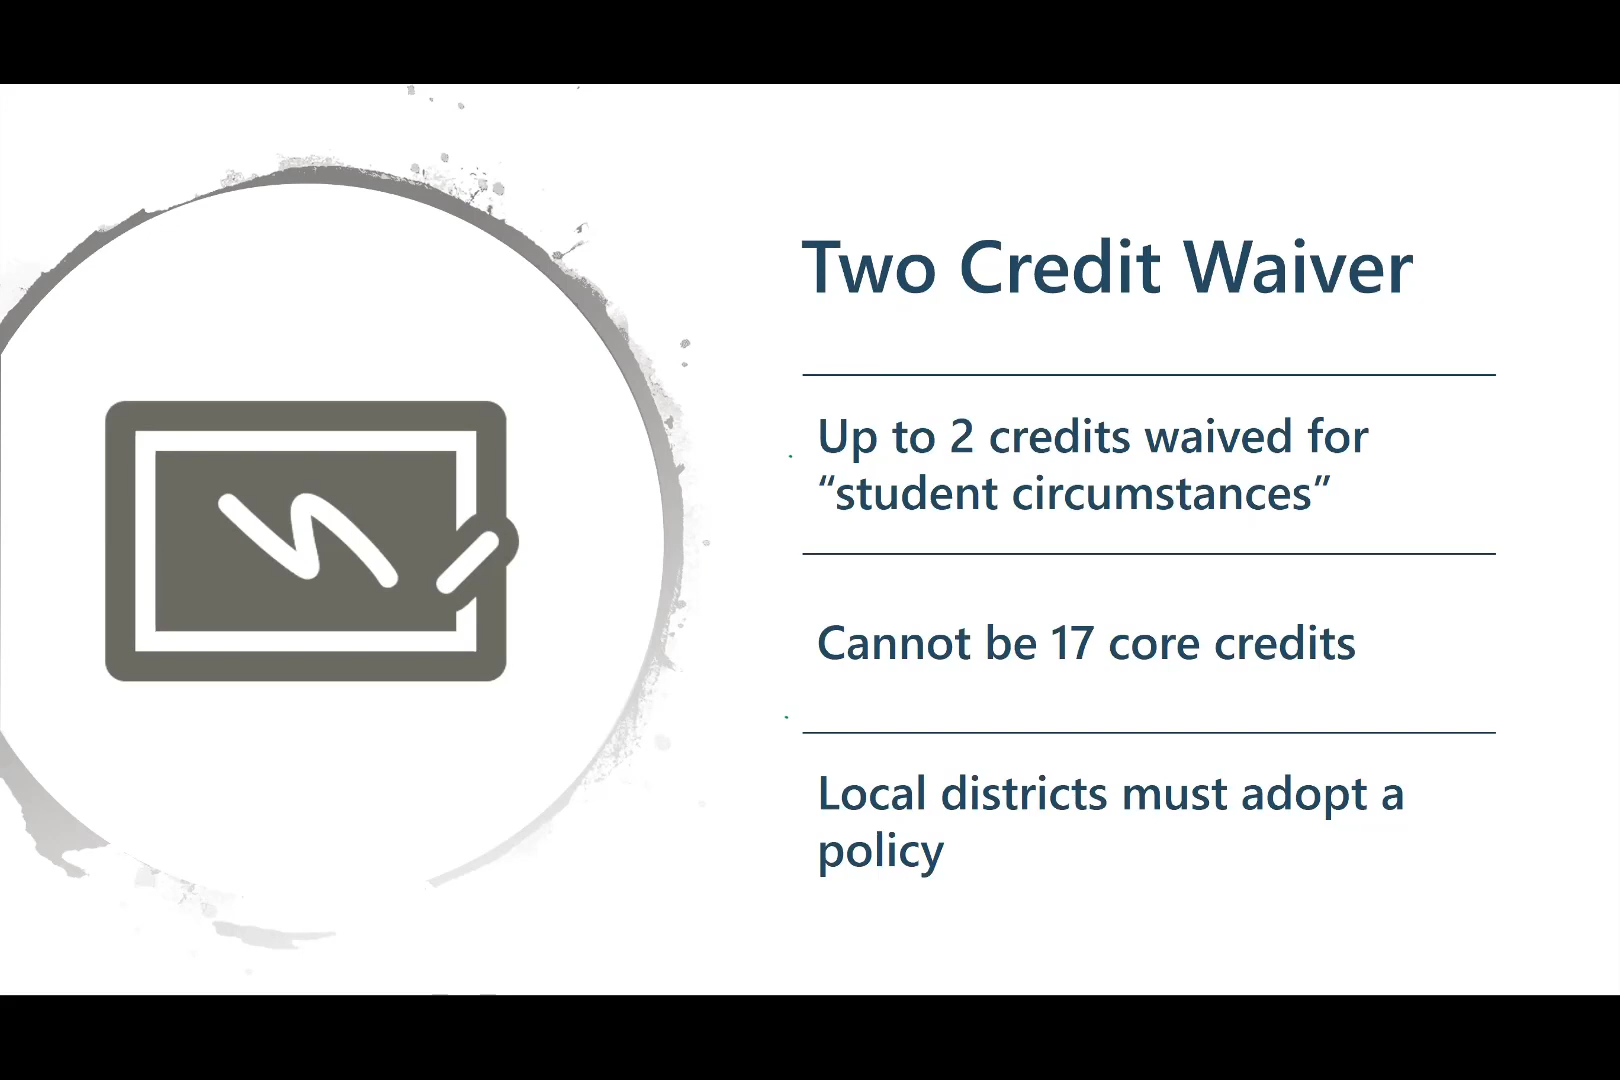 Two Credit Waiver
Up to 2 credits waived for
“student circumstances”
Cannot be 17 core credits
Local districts must adopt a
policy